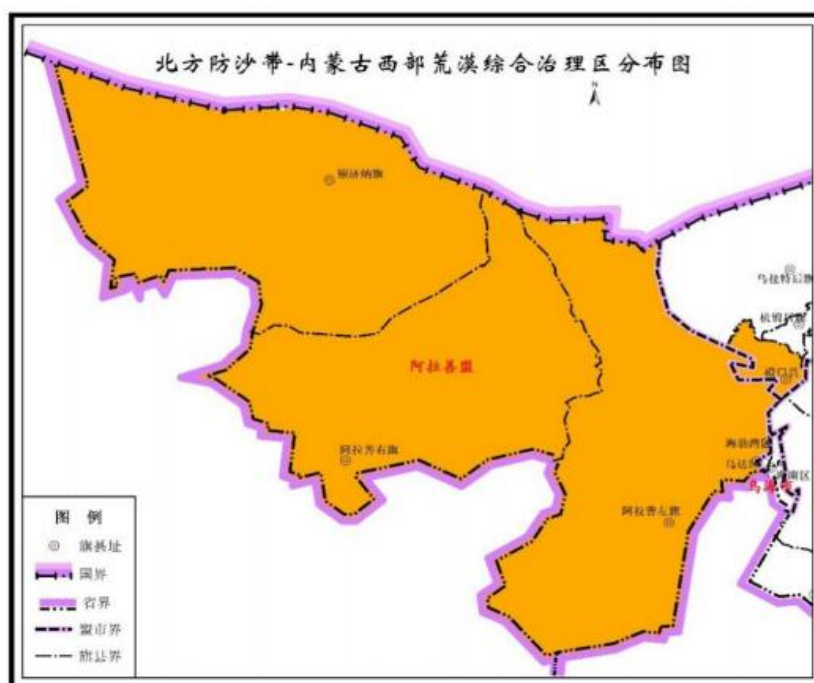 北方防沙带-内蒙古西部荒漠综合治理区分布图
N
额济纳旗
乌拉特后旗
杭锦后旗
阿拉善盟
磴口县
海勃湾区
阿拉善右旗
乌达区
海南区
乌海市
阿拉善左旗
图 例
旗县址
国界
省界
盟市界
旗县界